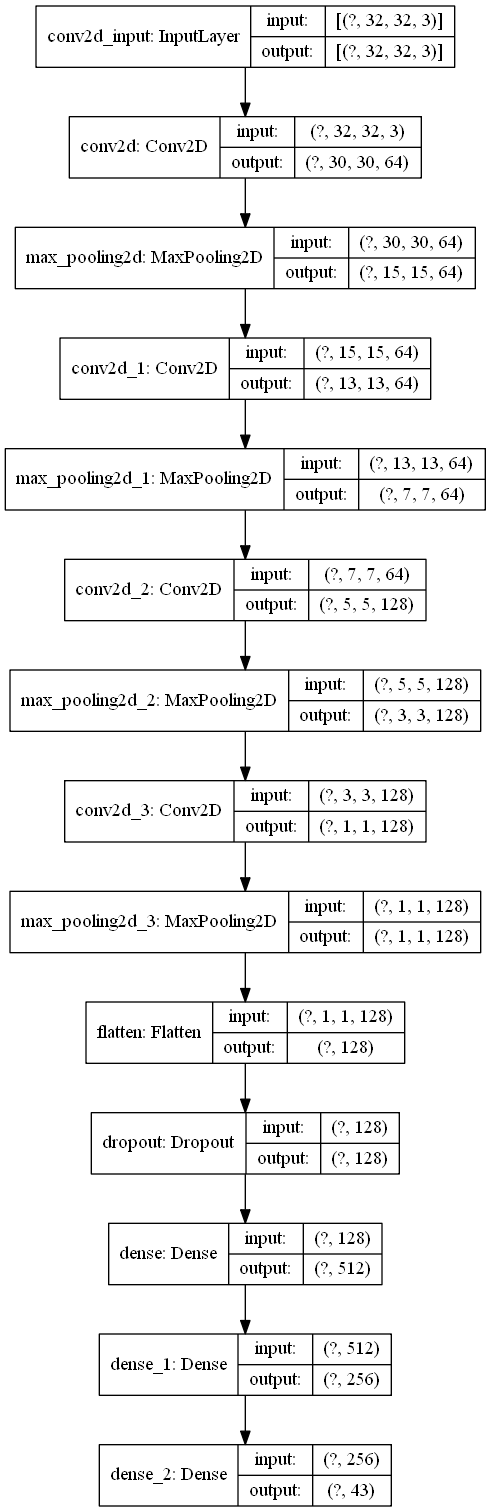 conv2d_input: InputLayer
input: [(?, 32, 32, 3)]
output: [(?, 32, 32, 3)]
conv2d: Conv2D
input: (?, 32, 32, 3)
output: (?, 30, 30, 64)
max_pooling2d: MaxPooling2D
input: (?, 30, 30, 64)
output: (?, 15, 15, 64)
conv2d_1: Conv2D
input: (?, 15, 15, 64)
output: (?, 13, 13, 64)
max_pooling2d_1: MaxPooling2D
input: (?, 13, 13, 64)
output: (?, 7, 7, 64)
conv2d_2: Conv2D
input: (?, 7, 7, 64)
output: (?, 5, 5, 128)
max_pooling2d_2: MaxPooling2D
input: (?, 5, 5, 128)
output: (?, 3, 3, 128)
conv2d_3: Conv2D
input: (?, 3, 3, 128)
output: (?, 1, 1, 128)
max_pooling2d_3: MaxPooling2D
input: (?, 1, 1, 128)
output: (?, 1, 1, 128)
flatten: Flatten
input: (?, 1, 1, 128)
output: (?, 128)
dropout: Dropout
input: (?, 128)
output: (?, 128)
dense: Dense
input: (?, 128)
output: (?, 512)
dense_1: Dense
input: (?, 512)
output: (?, 256)
dense_2: Dense
input: (?, 256)
output: (?, 43)